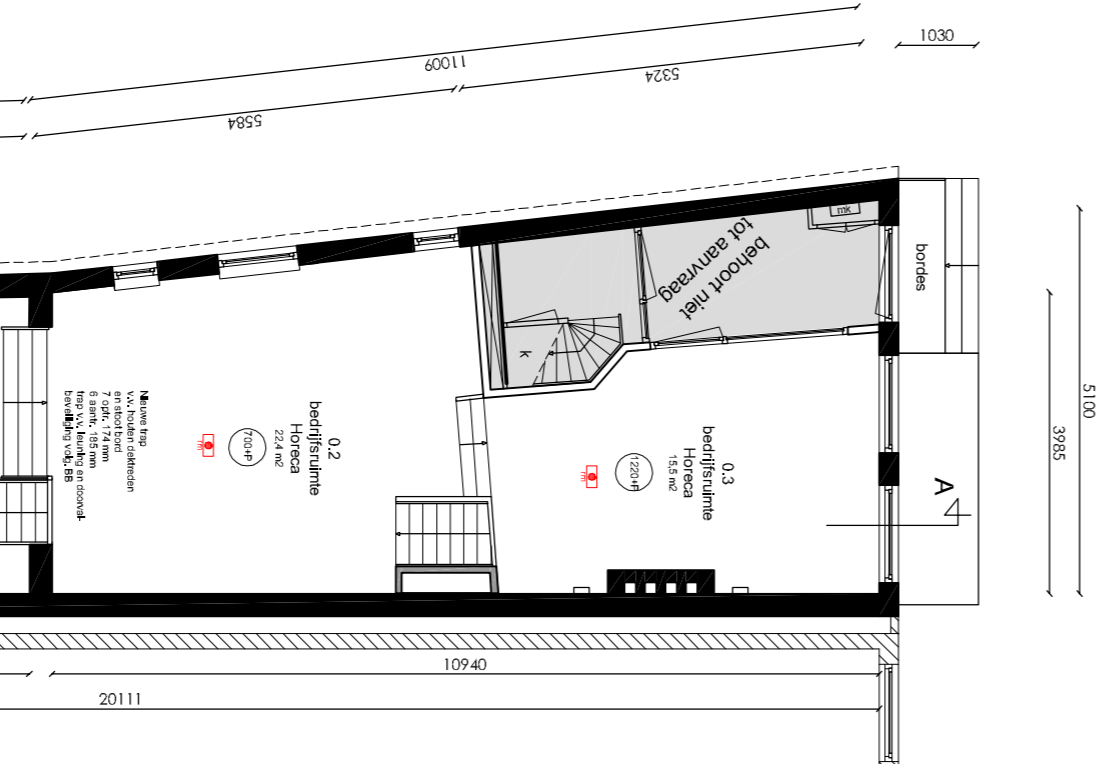 11009
5584
5324
1030
5100
3985
mk
bordes
behoort niet
tot aanvraag
k
Nieuwe trap
v.v. houten dektreden
en stootbord
7 optr. 174 mm
6 aantr. 185 mm
trap v.v. leuning en doorval-
beveiliging volg. BB
0.2
bedrijfsruimte
Horeca
22,4 m2
700+P
rm
0.3
bedrijfsruimte
Horeca
15,5 m2
1220+P
rm
A
10940
20111